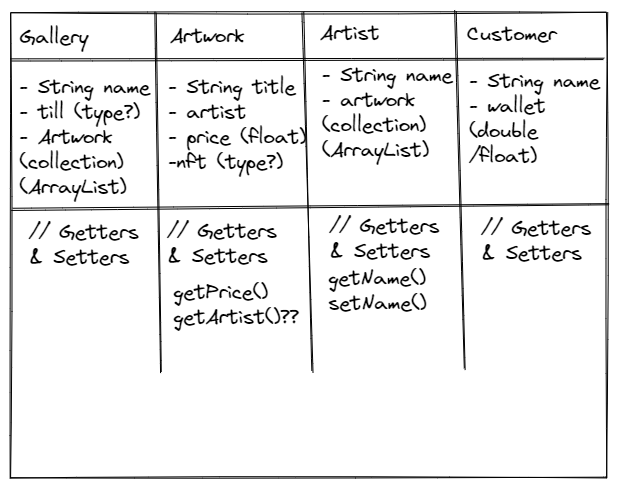 Gallery
Artwork
Artist
Customer
- String name
- till (type?)
- Artwork
(collection)
(ArrayList)
- String title
- artist
- price (float)
-nft (type?)
- String name
- artwork
(collection)
(ArrayList)
- String name
- wallet
(double
/float)
// Getters
& Setters
// Getters
& Setters
getPrice()
getArtist()??
// Getters
& Setters
getName()
setName()
// Getters
& Setters